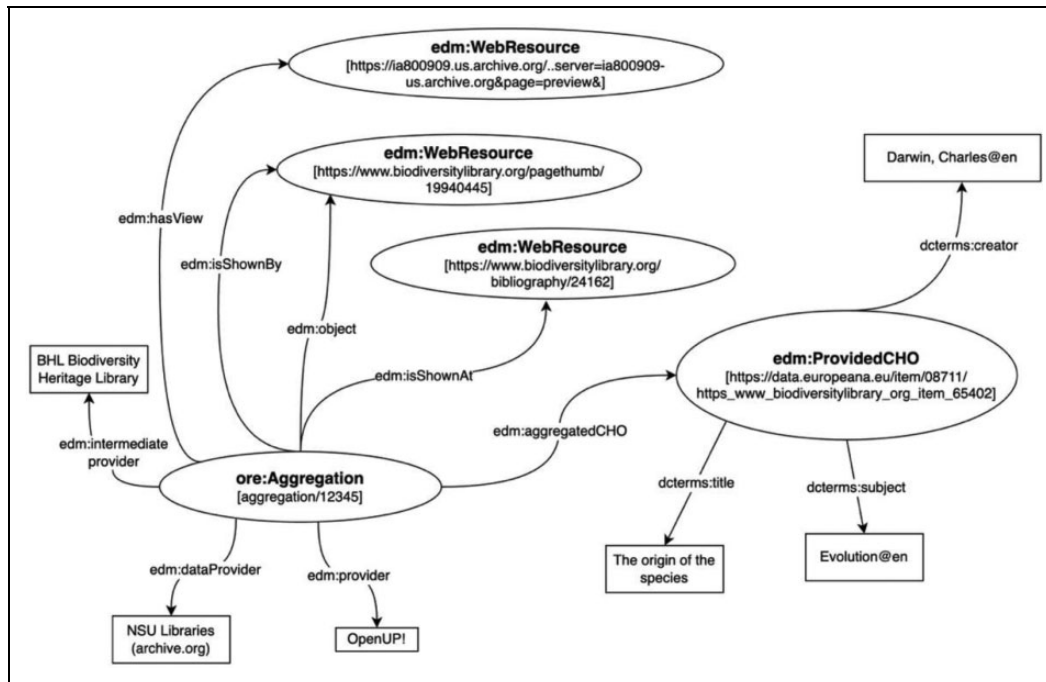 edm:WebResource
[https://ia800909.us.archive.org/..server=ia800909-
us.archive.org&page=preview&]
edm:WebResource
[https://www.biodiversitylibrary.org/pagethumb/
19940445]
Darwin, Charles@en
edm:hasView
edm:isShownBy
edm:WebResource
[https://www.biodiversitylibrary.org/
bibliography/24162]
dcterms:creator
edm:object
BHL Biodiversity
Heritage Library
edm:isShownAt
edm:ProvidedCHO
[https://data.europeana.eu/item/08711/
https_www_biodiversitylibrary_org_item_65402]
edm:intermediate
provider
edm:aggregatedCHO
ore:Aggregation
[aggregation/12345]
dcterms:title
dcterms:subject
edm:dataProvider
edm:provider
The origin of the
species
Evolution@en
NSU Libraries
(archive.org)
OpenUP!